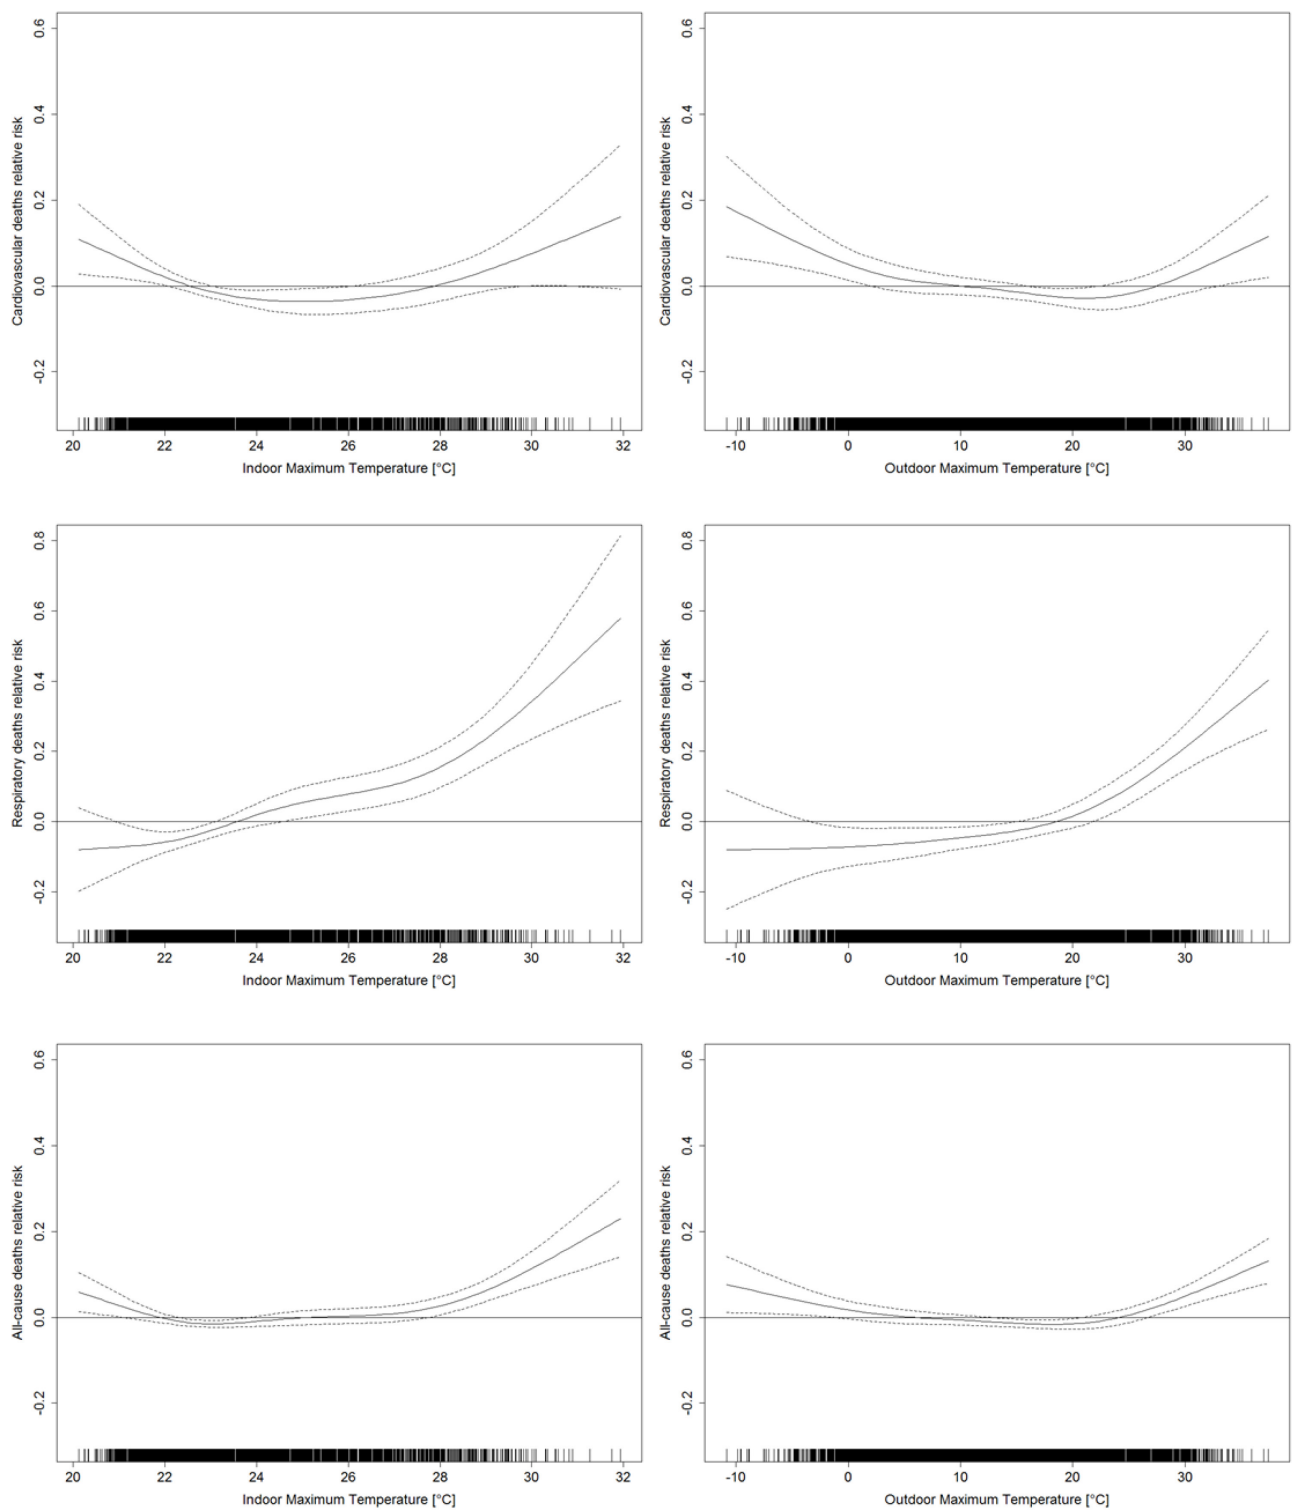 0.6
0.4
0.2
0.0
-0.2
Cardiovascular deaths relative risk
20 22 24 26 28 30 32
Indoor Maximum Temperature [°C]
0.6
0.4
0.2
0.0
-0.2
Cardiovascular deaths relative risk
-10 0 10 20 30
Outdoor Maximum Temperature [°C]
0.8
0.6
0.4
0.2
0.0
-0.2
Respiratory deaths relative risk
20 22 24 26 28 30 32
Indoor Maximum Temperature [°C]
0.8
0.6
0.4
0.2
0.0
-0.2
Respiratory deaths relative risk
-10 0 10 20 30
Outdoor Maximum Temperature [°C]
0.6
0.4
0.2
0.0
-0.2
All-cause deaths relative risk
20 22 24 26 28 30 32
Indoor Maximum Temperature [°C]
0.6
0.4
0.2
0.0
-0.2
All-cause deaths relative risk
-10 0 10 20 30
Outdoor Maximum Temperature [°C]